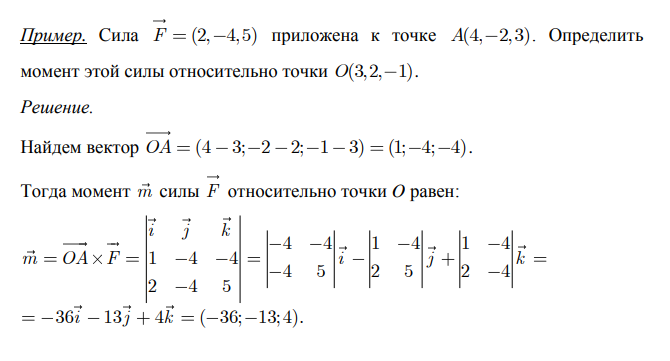 Пример. Сила $\overrightarrow{F} = (2,-4,5)$ приложена к точке $A(4,-2,3)$. Определить
момент этой силы относительно точки $O(3,2,-1)$.
Решение.
Найдем вектор $\overrightarrow{OA} = (4-3;-2-2;-1-3) = (1;-4;-4)$.
Тогда момент $\vec{m}$ силы $\overrightarrow{F}$ относительно точки O равен:
$\vec{m} = \overrightarrow{OA} \times \overrightarrow{F} = \begin{vmatrix} \vec{i} & \vec{j} & \vec{k} \\ 1 & -4 & -4 \\ 2 & -4 & 5 \end{vmatrix} = \begin{vmatrix} -4 & -4 \\ -4 & 5 \end{vmatrix} \vec{i} - \begin{vmatrix} 1 & -4 \\ 2 & 5 \end{vmatrix} \vec{j} + \begin{vmatrix} 1 & -4 \\ 2 & -4 \end{vmatrix} \vec{k} =$
$= -36\vec{i} - 13\vec{j} + 4\vec{k} = (-36;-13;4).$